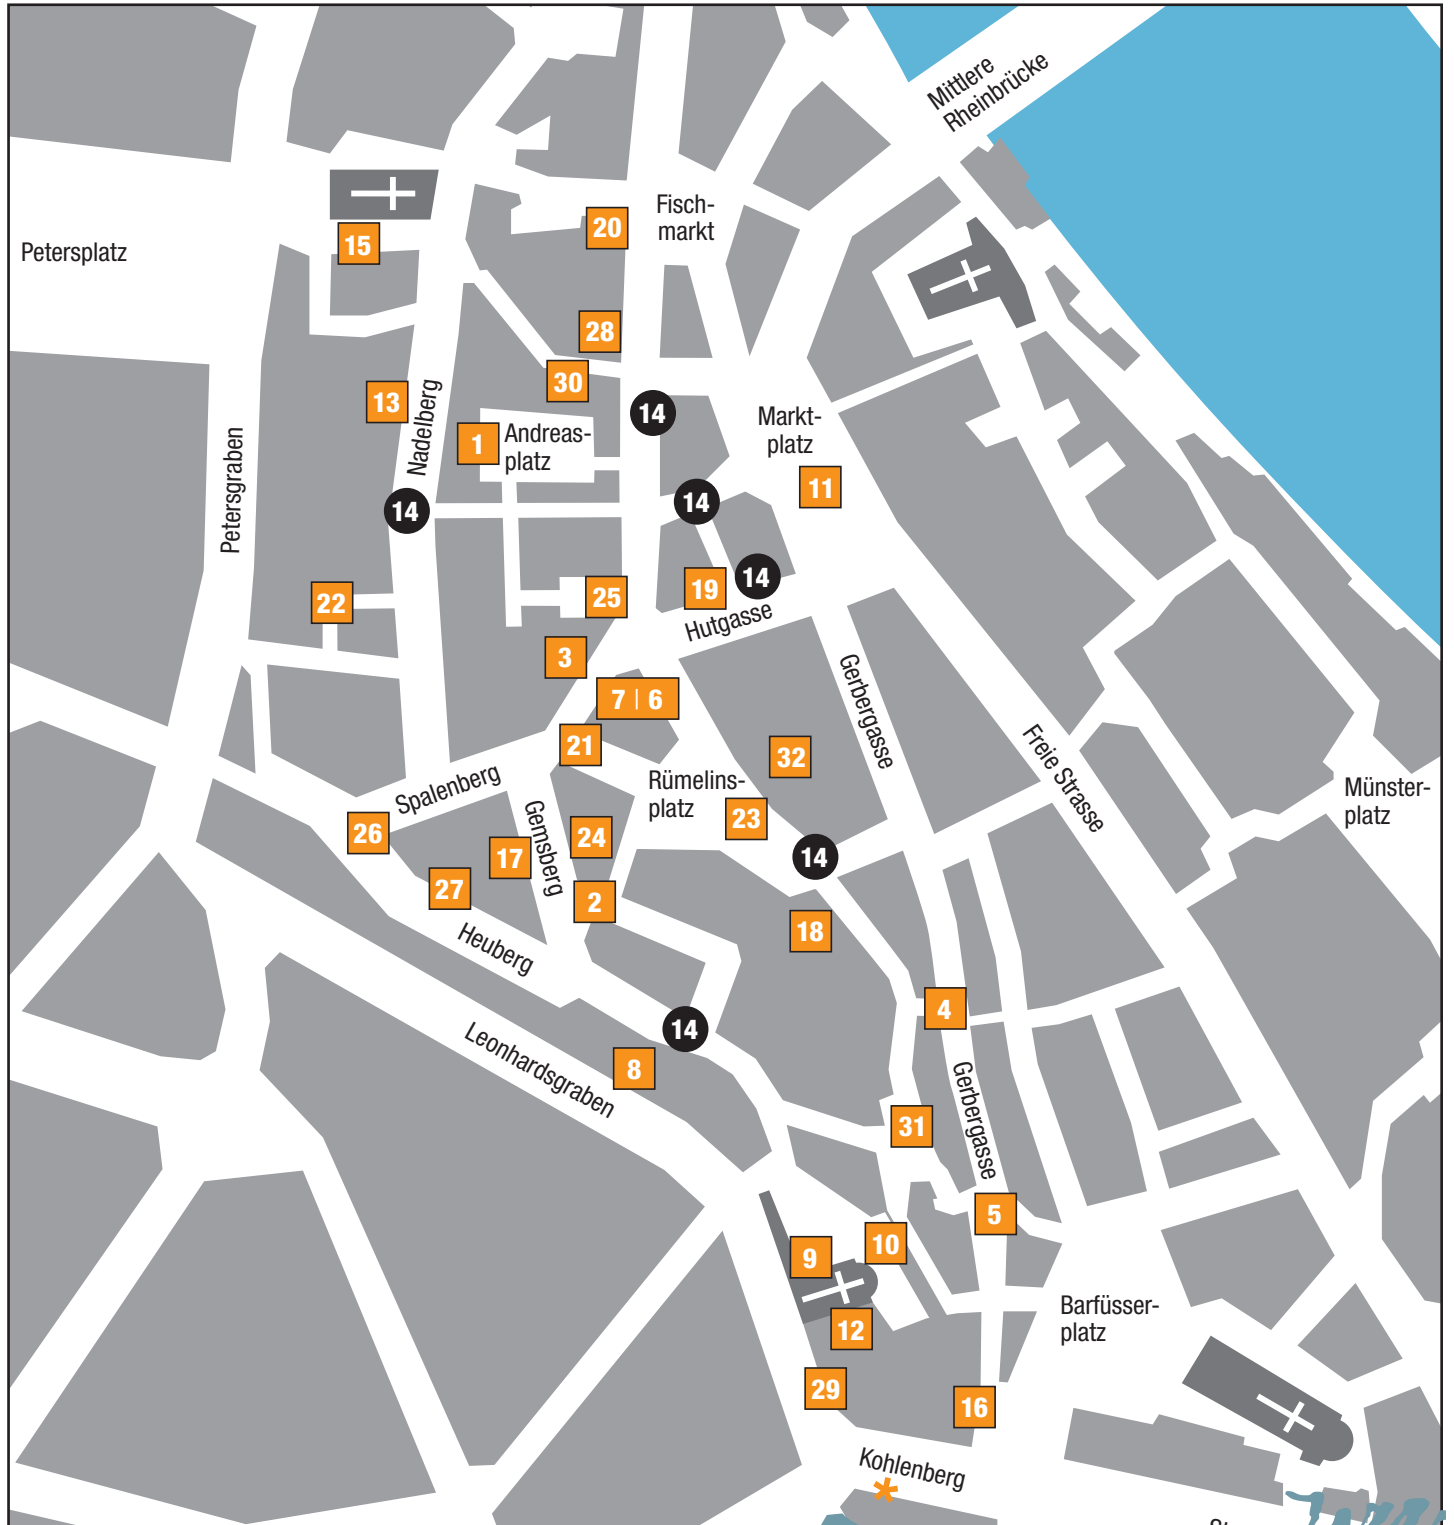 Mittlere
Rheinbrücke
Fisch-
markt
20
15
Petersplatz
28
30
13
14
Nadelberg
Markt-
platz
1
Andreas-
platz
11
14
14
Petersgraben
14
19
25
22
Hutgasse
3
Gerbergasse
7 | 6
21
32
Freie Strasse
Rümelins-
platz
Münster-
platz
Spalenberg
23
26
Gemsberg
24
17
14
27
2
18
Heuberg
4
14
8
Leonhardsgraben
Gerbergasse
31
5
10
9
Barfüsser-
platz
12
29
16
Kohlenberg
*